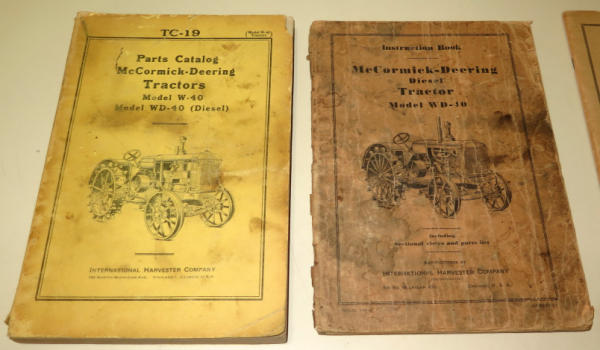 TC-19
Parts Catalog
McCormick-Deering
Tractors
Model W-40
Model WD-40 (Diesel)
INTERNATIONAL HARVESTER COMPANY
Instruction Book
McCormick-Deering
Diesel
Tractor
Model WD-40
Including
Sectional views and parts list
INTERNATIONAL HARVESTER COMPANY